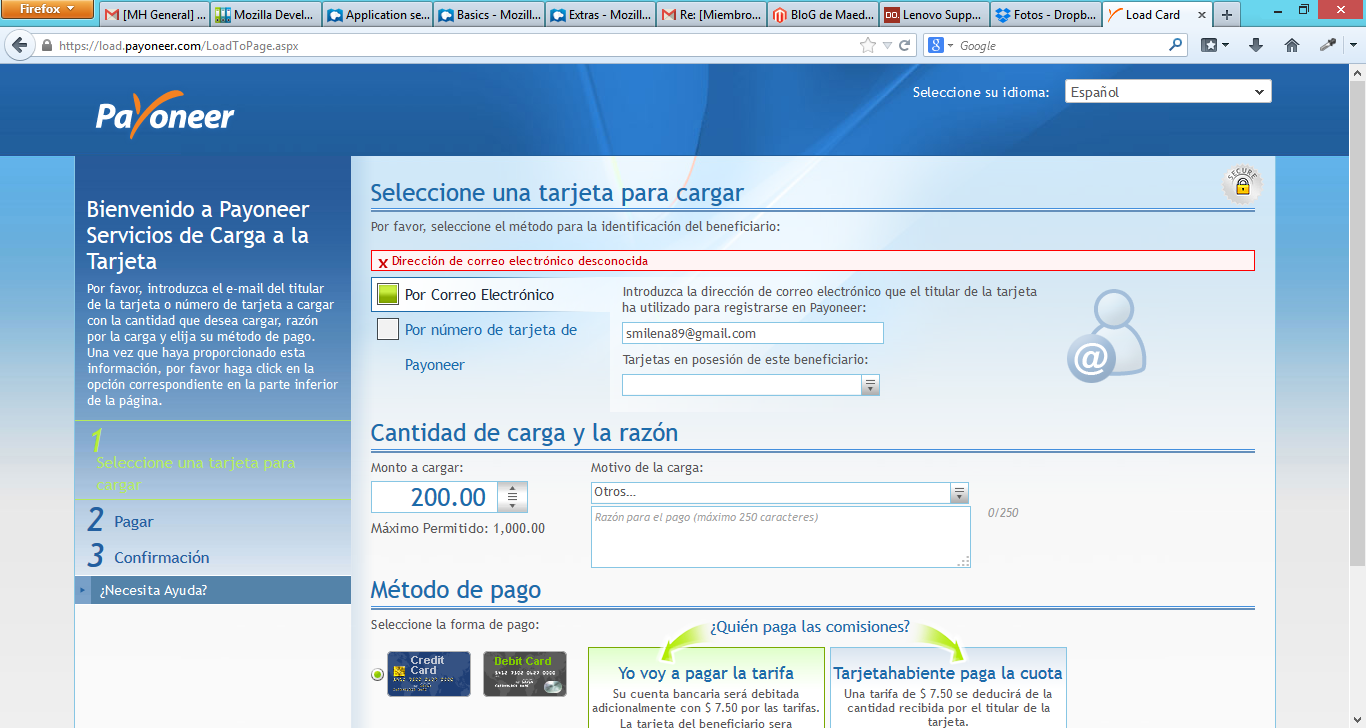 Firefox
[MH General] ...
Mozilla Devel...
Application se...
Basics - Mozill...
Extras - Mozill...
Re: [Miembro...
BloG de Maed...
Lenovo Supp...
Fotos - Dropb...
Load Card
https://load.payoneer.com/LoadToPage.aspx
Google
Payoneer
Seleccione su idioma:
Español
Bienvenido a Payoneer
Servicios de Carga a la
Tarjeta
Por favor, introduzca el e-mail del titular
de la tarjeta o número de tarjeta a cargar
con la cantidad que desea cargar, razón
por la carga y elija su método de pago.
Una vez que haya proporcionado esta
información, por favor haga click en la
opción correspondiente en la parte inferior
de la página.
1
Seleccione una tarjeta para
cargar
2 Pagar
3 Confirmación
¿Necesita Ayuda?
Seleccione una tarjeta para cargar
SECURE
Por favor, seleccione el método para la identificación del beneficiario:
x Dirección de correo electrónico desconocida
Por Correo Electrónico
Por número de tarjeta de
Payoneer
Introduzca la dirección de correo electrónico que el titular de la tarjeta
ha utilizado para registrarse en Payoneer:
smilena89@gmail.com
Tarjetas en posesión de este beneficiario:
@
Cantidad de carga y la razón
Monto a cargar:
200.00
Máximo Permitido: 1,000.00
Motivo de la carga:
Otros...
Razón para el pago (máximo 250 caracteres)
0/250
Método de pago
Seleccione la forma de pago:
Credit
Card
Debit Card
¿Quién paga las comisiones?
Yo voy a pagar la tarifa
Su cuenta bancaria será debitada
adicionalmente con $ 7.50 por las tarifas.
La tarjeta del beneficiario será
Tarjetahabiente paga la cuota
Una tarifa de $ 7.50 se deducirá de la
cantidad recibida por el titular de la
tarjeta.